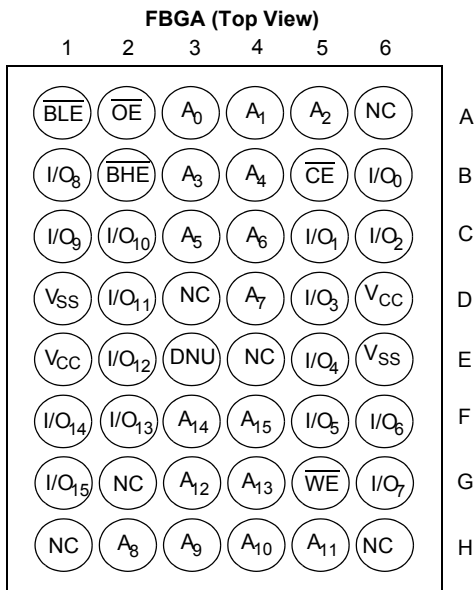 FBGA (Top View)
1 2 3 4 5 6
BLE OE A0 A1 A2 NC A
I/O8 BHE A3 A4 CE I/O0 B
I/O9 I/O10 A5 A6 I/O1 I/O2 C
VSS I/O11 NC A7 I/O3 VCC D
VCC I/O12 DNU NC I/O4 VSS E
I/O14 I/O13 A14 A15 I/O5 I/O6 F
I/O15 NC A12 A13 WE I/O7 G
NC A8 A9 A10 A11 NC H